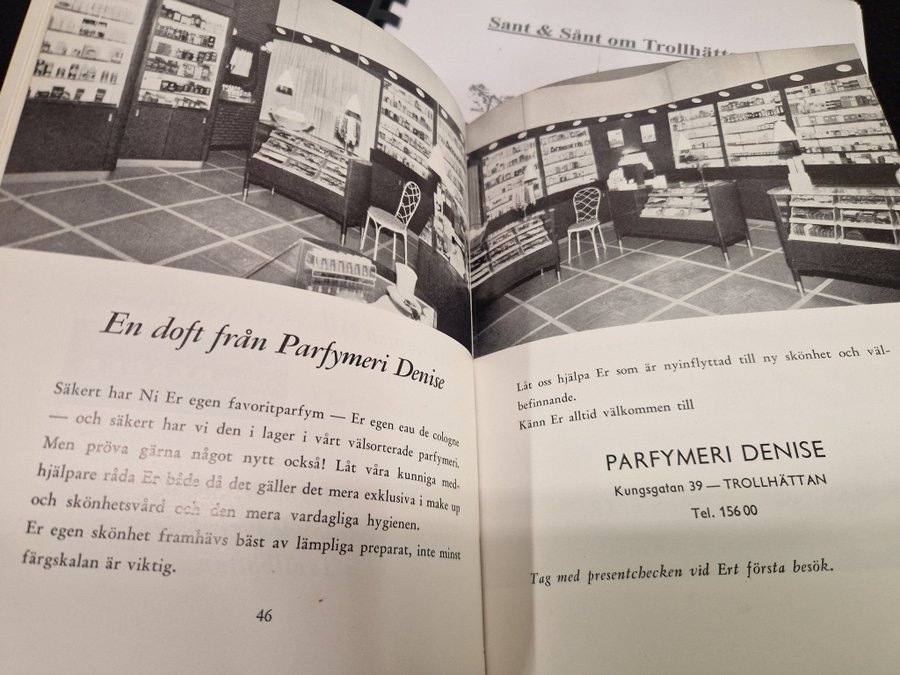 Sant & Sånt om Trollhätt
En doft från Parfymeri Denise
Säkert har Ni Er egen favoritparfym — Er egen eau de cologne
— och säkert har vi den i lager i vårt välsorterade parfymeri.
Men pröva gärna något nytt också! Låt våra kunniga med-
hjälpare råda Er både då det gäller det mera exklusiva i make up
och skönhetsvård och den mera vardagliga hygienen.
Er egen skönhet framhävs bäst av lämpliga preparat, inte minst
färgskalan är viktig.
46
Låt oss hjälpa Er som är nyinflyttad till ny skönhet och väl-
befinnande.
Känn Er alltid välkommen till
PARFYMERI DENISE
Kungsgatan 39 — TROLLHÄTTAN
Tel. 156 00
Tag med presentchecken vid Ert första besök.